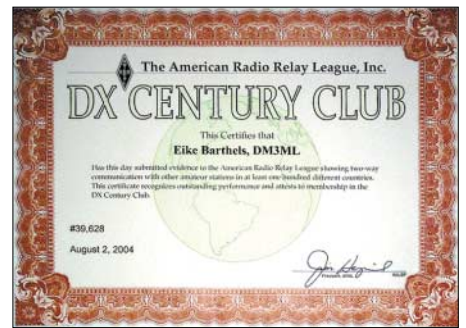 The American Radio Relay League, Inc.
DX CENTURY CLUB
This Certifies that
Eike Barthels, DM3ML
Has this day submitted evidence to the American Radio Relay League showing two-way
communication with other amateur stations in at least one hundred different countries.
This certificate recognizes outstanding performance and attests to membership in the
DX Century Club.
#39,628
August 2, 2004